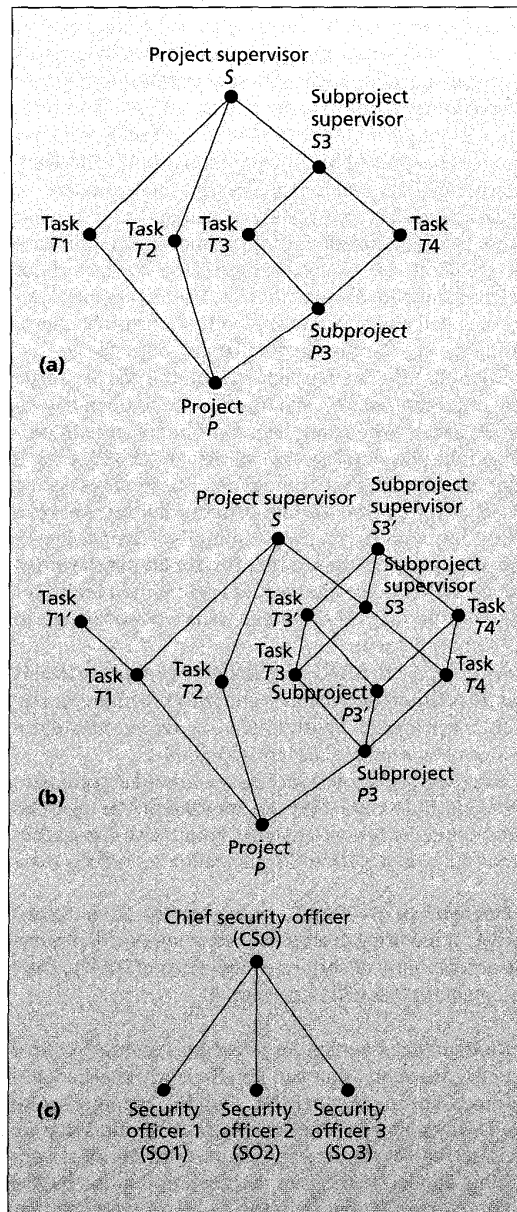 Project supervisor
S
Subproject
supervisor
S3
Task
T1
Task
T2
Task
T3
Task
T4
Subproject
P3
(a)
Project
P
Project supervisor
S
Subproject
supervisor
S3′
Subproject
supervisor
S3
Task
T1′
Task
T3′
Task
T4′
Task
T1
Task
T2
Task
T3
Task
T4
Subproject
P3′
Subproject
P3
(b)
Project
P
Chief security officer
(CSO)
(c)
Security
officer 1
(SO1)
Security
officer 2
(SO2)
Security
officer 3
(SO3)